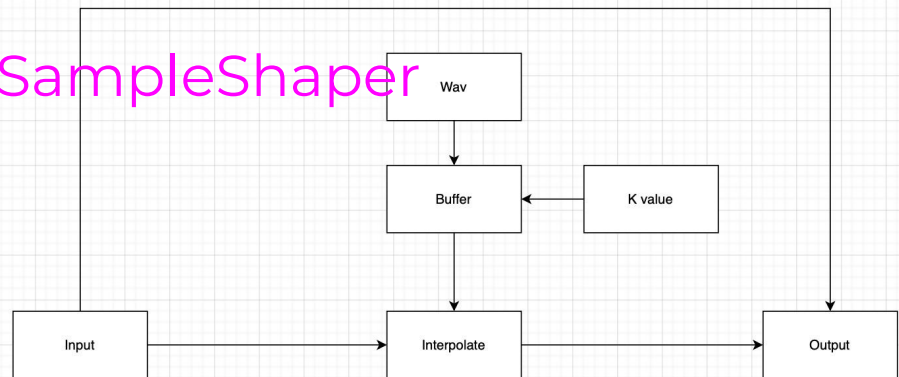 SampleShaper
Wav
Buffer
K value
Input
Interpolate
Output